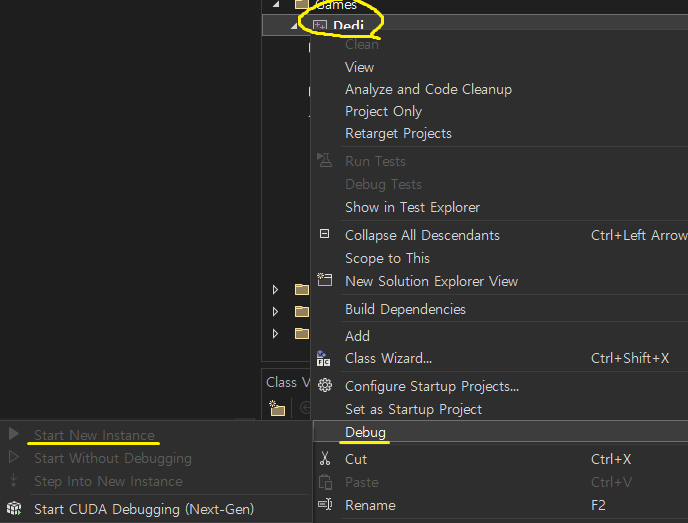 Games
Dedi
Clean
View
Analyze and Code Cleanup
Project Only
Retarget Projects
Run Tests
Debug Tests
Show in Test Explorer
Collapse All Descendants Ctrl+Left Arrow
Scope to This
New Solution Explorer View
Build Dependencies
Add
Class Wizard... Ctrl+Shift+X
Class V
Configure Startup Projects...
Set as Startup Project
Debug
Start New Instance
Start Without Debugging
Step Into New Instance
Start CUDA Debugging (Next-Gen)
Cut Ctrl+X
Paste Ctrl+V
Rename F2